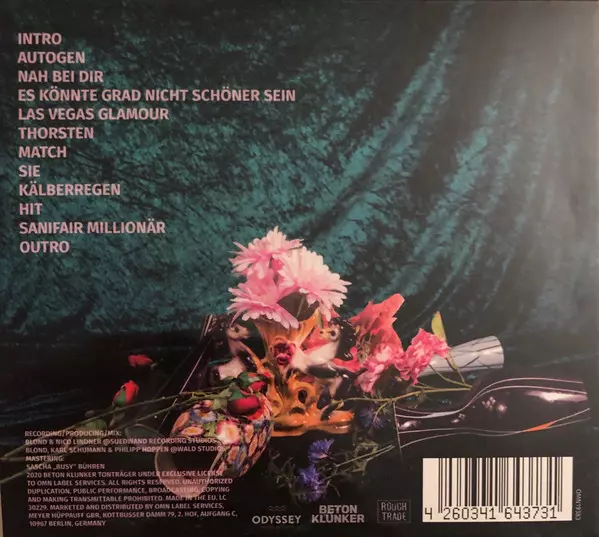 INTRO
AUTOGEN
NAH BEI DIR
ES KÖNNTE GRAD NICHT SCHÖNER SEIN
LAS VEGAS GLAMOUR
THORSTEN
MATCH
SIE
KÄLBERREGEN
HIT
SANIFAIR MILLIONÄR
OUTRO
RECORDING/PRODUCING/MIX:
BLOND & NICO LINDNER @SUEDWAND RECORDING STUDIOS
BLOND, KARL SCHUMANN & PHILIPP HOPPEN @WALD STUDIOS
MASTERING:
SASCHA „BUSY" BÜHREN
2020 BETON KLUNKER TONTRÄGER UNDER EXCLUSIVE LICENSE
TO OMN LABEL SERVICES. ALL RIGHTS RESERVED. UNAUTHORIZED
DUPLICATION, PUBLIC PERFORMANCE, BROADCASTING, COPYING
AND MAKING TRANSMITTABLE PROHIBITED. MADE IN THE EU. LC
30229. MARKETED AND DISTRIBUTED BY OMN LABEL SERVICES,
MEYER HÜPPAUFF GBR, KOTTBUSSER DAMM 79, 2. HOF, AUFGANG C,
10967 BERLIN, GERMANY
ODYSSEY
BETON
KLUNKER
ROUGH
TRADE
4 260341 643731
OMN19383